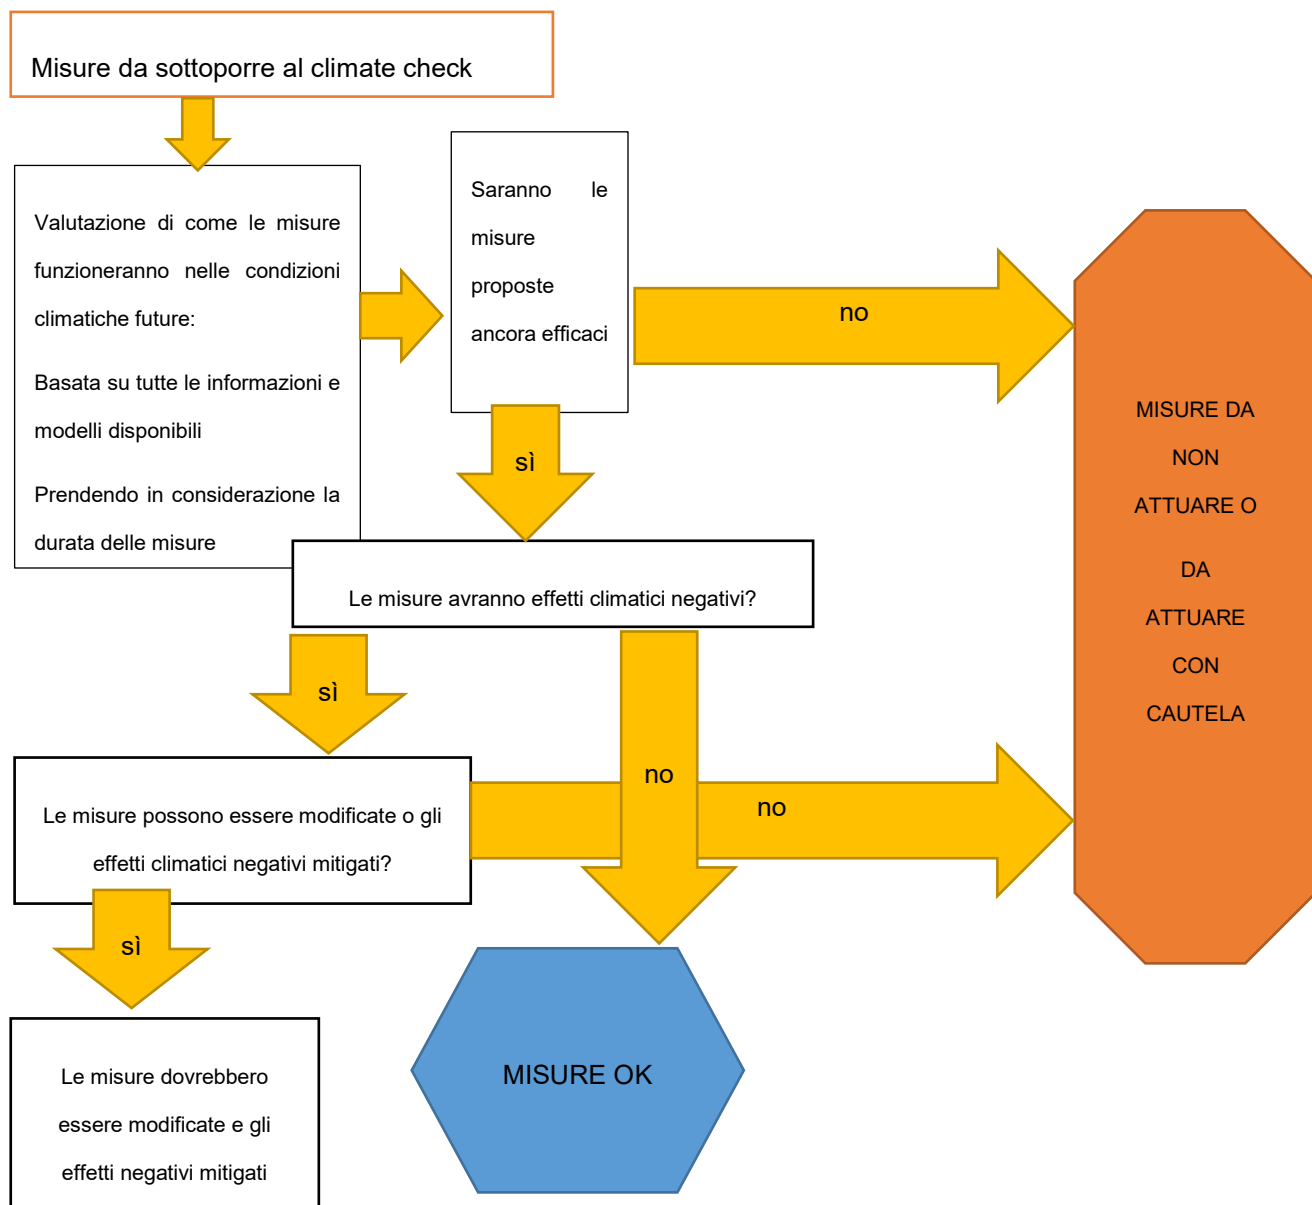 Misure da sottoporre al climate check
Valutazione di come le misure
funzioneranno nelle condizioni
climatiche future:
Basata su tutte le informazioni e
modelli disponibili
Prendendo in considerazione la
durata delle misure
Saranno le
misure
proposte
ancora efficaci
no
sì
MISURE DA
NON
ATTUARE O
DA
ATTUARE
CON
CAUTELA
Le misure avranno effetti climatici negativi?
sì
no
Le misure possono essere modificate o gli
effetti climatici negativi mitigati?
no
sì
Le misure dovrebbero
essere modificate e gli
effetti negativi mitigati
MISURE OK